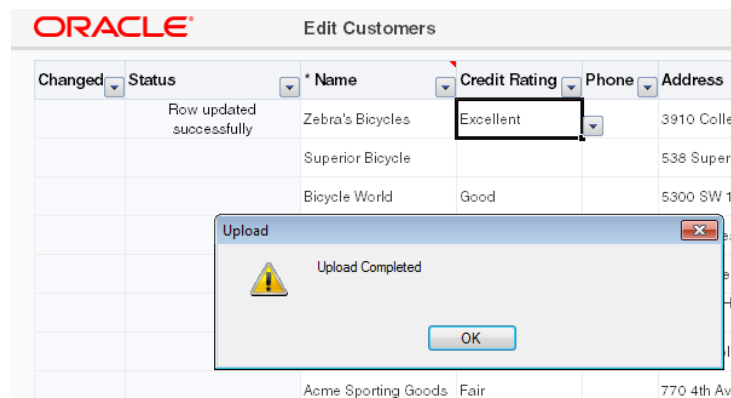 ORACLE® Edit Customers
Changed Status * Name Credit Rating Phone Address
Row updated
successfully
Zebra's Bicycles Excellent 3910 Colle
Superior Bicycle 538 Super
Bicycle World Good 5300 SW 1
Upload
Upload Completed
OK
Acme Sporting Goods Fair 770 4th Av